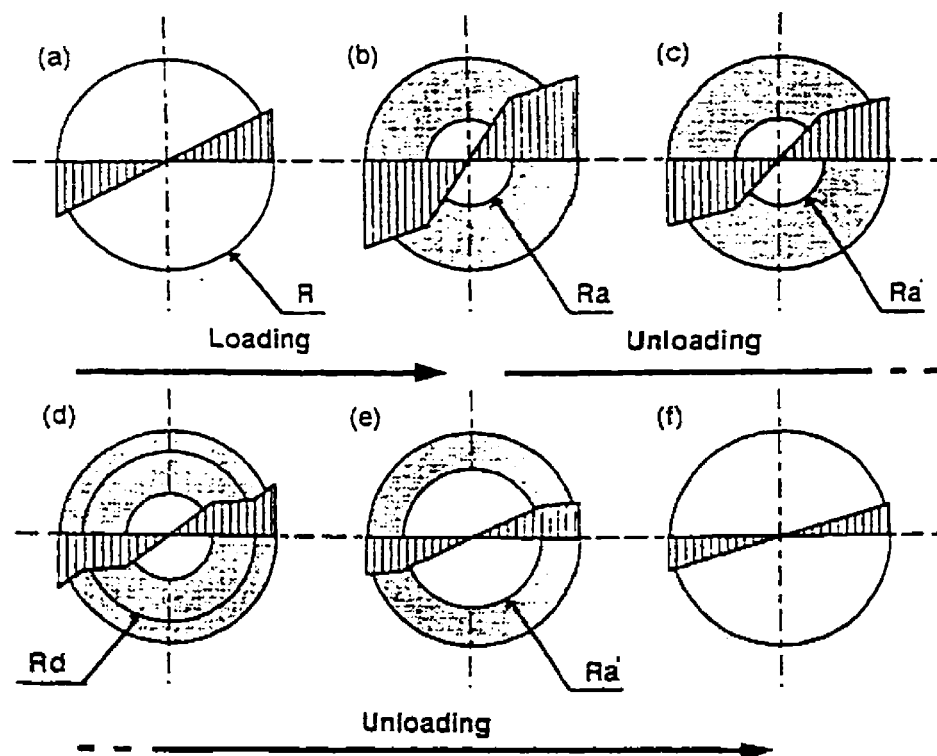 (a)
(b)
(c)
R
Ra
Ra'
Loading
Unloading
(d)
(e)
(f)
Rd
Ra'
Unloading